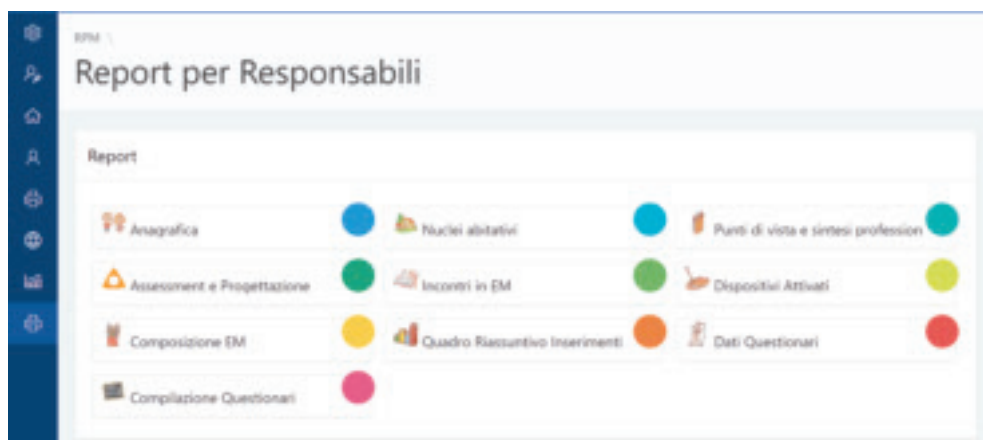 RPM \
Report per Responsabili
Report
Anagrafica
Nuclei abitativi
Punti di vista e sintesi profession
Assessment e Progettazione
Incontri in EM
Dispositivi Attivati
Composizione EM
Quadro Riassuntivo Inserimenti
Dati Questionari
Compilazione Questionari